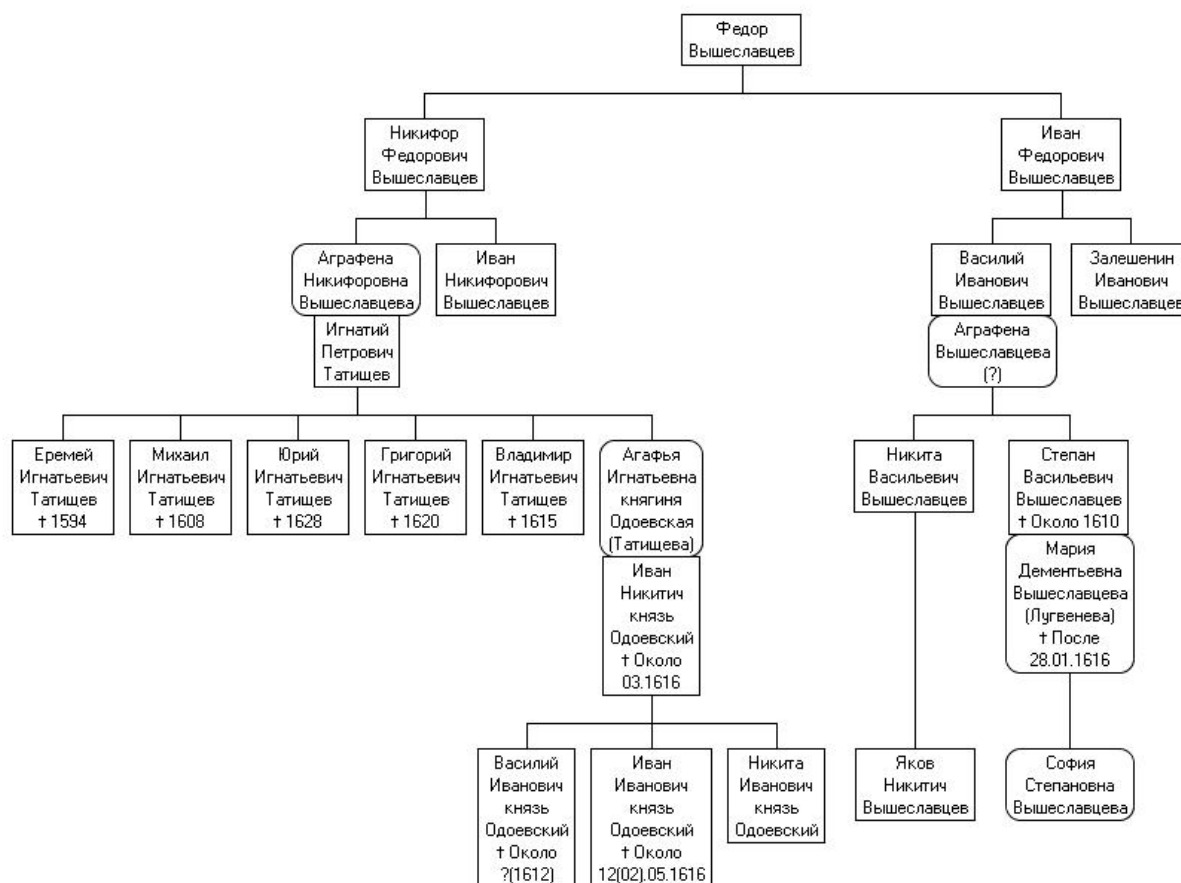 Федор
Вышеславцев
Никифор
Федорович
Вышеславцев
Иван
Федорович
Вышеславцев
Аграфена
Никифоровна
Вышеславцева
Иван
Никифорович
Вышеславцев
Василий
Иванович
Вышеславцев
Залешенин
Иванович
Вышеславцев
Игнатий
Петрович
Татищев
Аграфена
Вышеславцева
(?)
Еремей
Игнатьевич
Татищев
† 1594
Михаил
Игнатьевич
Татищев
† 1608
Юрий
Игнатьевич
Татищев
† 1628
Григорий
Игнатьевич
Татищев
† 1620
Владимир
Игнатьевич
Татищев
† 1615
Агафья
Игнатьевна
княгиня
Одоевская
(Татищева)
Никита
Васильевич
Вышеславцев
Степан
Васильевич
Вышеславцев
† Около 1610
Иван
Никитич
князь
Одоевский
† Около
03.1616
Мария
Дементьевна
Вышеславцева
(Лугвенева)
† После
28.01.1616
Василий
Иванович
князь
Одоевский
† Около
?(1612)
Иван
Иванович
князь
Одоевский
† Около
12(02).05.1616
Никита
Иванович
князь
Одоевский
Яков
Никитич
Вышеславцев
София
Степановна
Вышеславцева